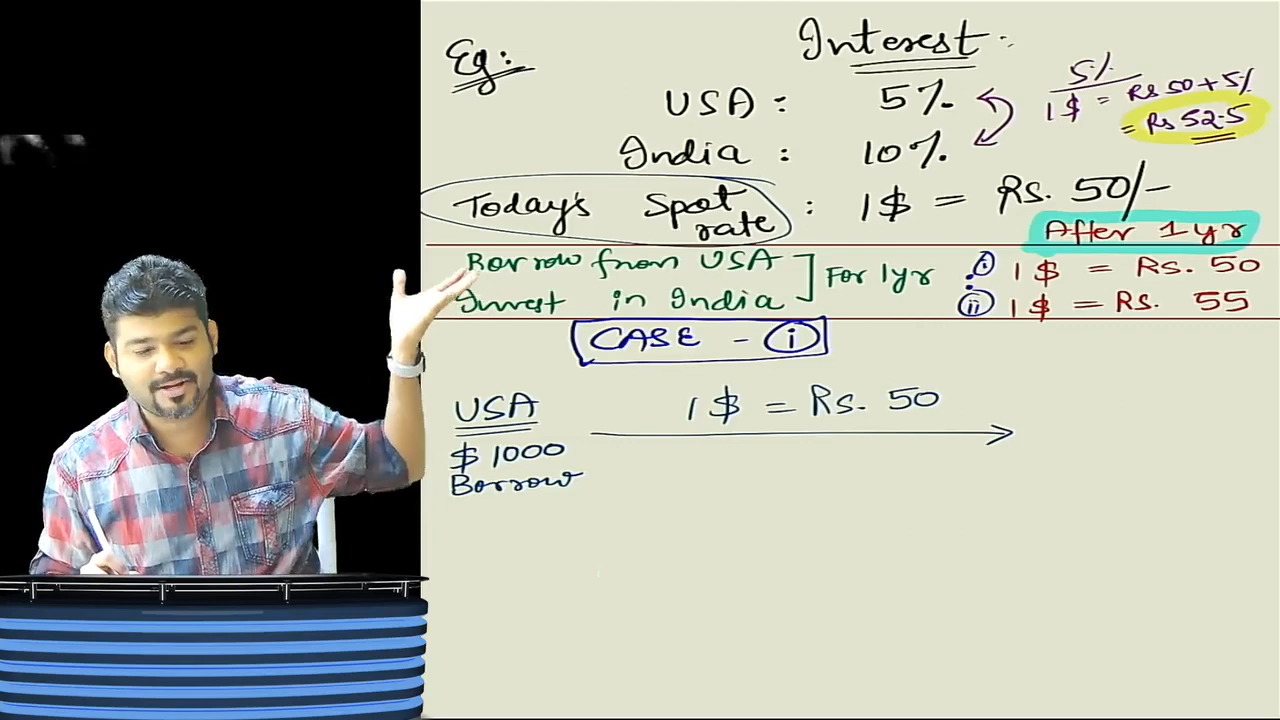 Eg:
Interest:
USA : 5%
India : 10%
5%
1$ = Rs 50 + 5%
= Rs 52.5
Today's Spot rate : 1$ = Rs. 50/-
After 1yr
Borrow from USA
Invest in India
For 1yr
(i) 1$ = Rs. 50
(ii) 1$ = Rs. 55
CASE - (i)
USA
$1000
Borrow
1$ = Rs. 50